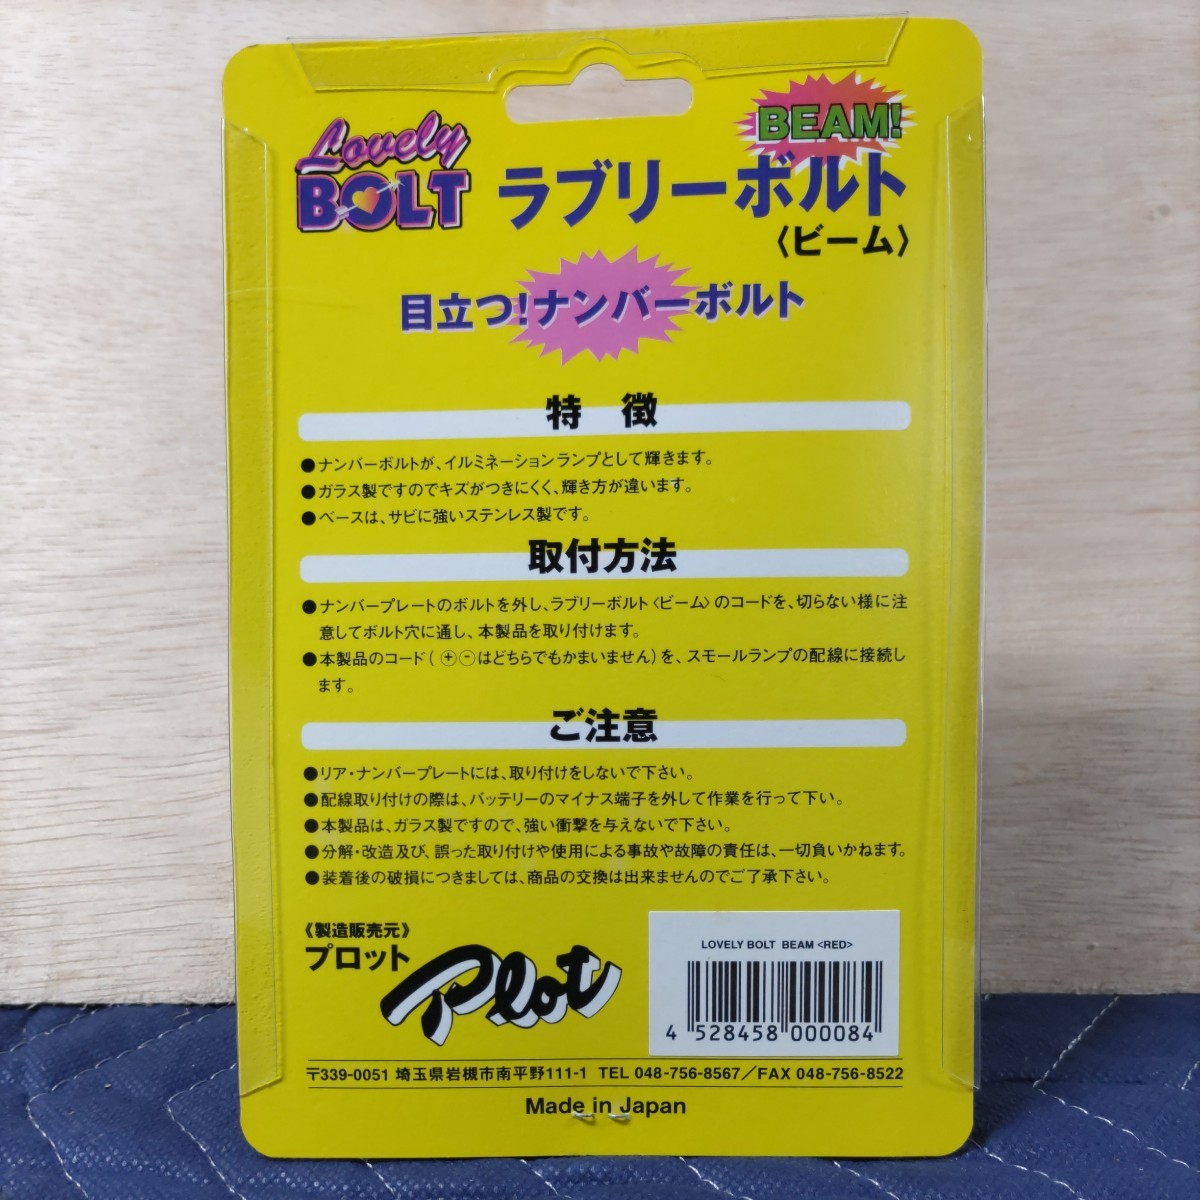 Lovely
BOLT
BEAM!
ラブリーボルト
〈ビーム〉
目立つ!ナンバーボルト
特 徴
●ナンバーボルトが、イルミネーションランプとして輝きます。
●ガラス製ですのでキズがつきにくく、輝き方が違います。
●ベースは、サビに強いステンレス製です。
取付方法
●ナンバープレートのボルトを外し、ラブリーボルト〈ビーム〉のコードを、切らない様に注
意してボルト穴に通し、本製品を取り付けます。
●本製品のコード(⊕⊖はどちらでもかまいません)を、スモールランプの配線に接続し
ます。
ご注意
●リア・ナンバープレートには、取り付けをしないで下さい。
●配線取り付けの際は、バッテリーのマイナス端子を外して作業を行って下い。
●本製品は、ガラス製ですので、強い衝撃を与えないで下さい。
●分解・改造及び、誤った取り付けや使用による事故や故障の責任は、一切負いかねます。
●装着後の破損につきましては、商品の交換は出来ませんのでご了承下さい。
《製造販売元》
プロット
Plot
LOVELY BOLT BEAM <RED>
4 528458 000084
〒339-0051 埼玉県岩槻市南平野111-1 TEL 048-756-8567／FAX 048-756-8522
Made in Japan